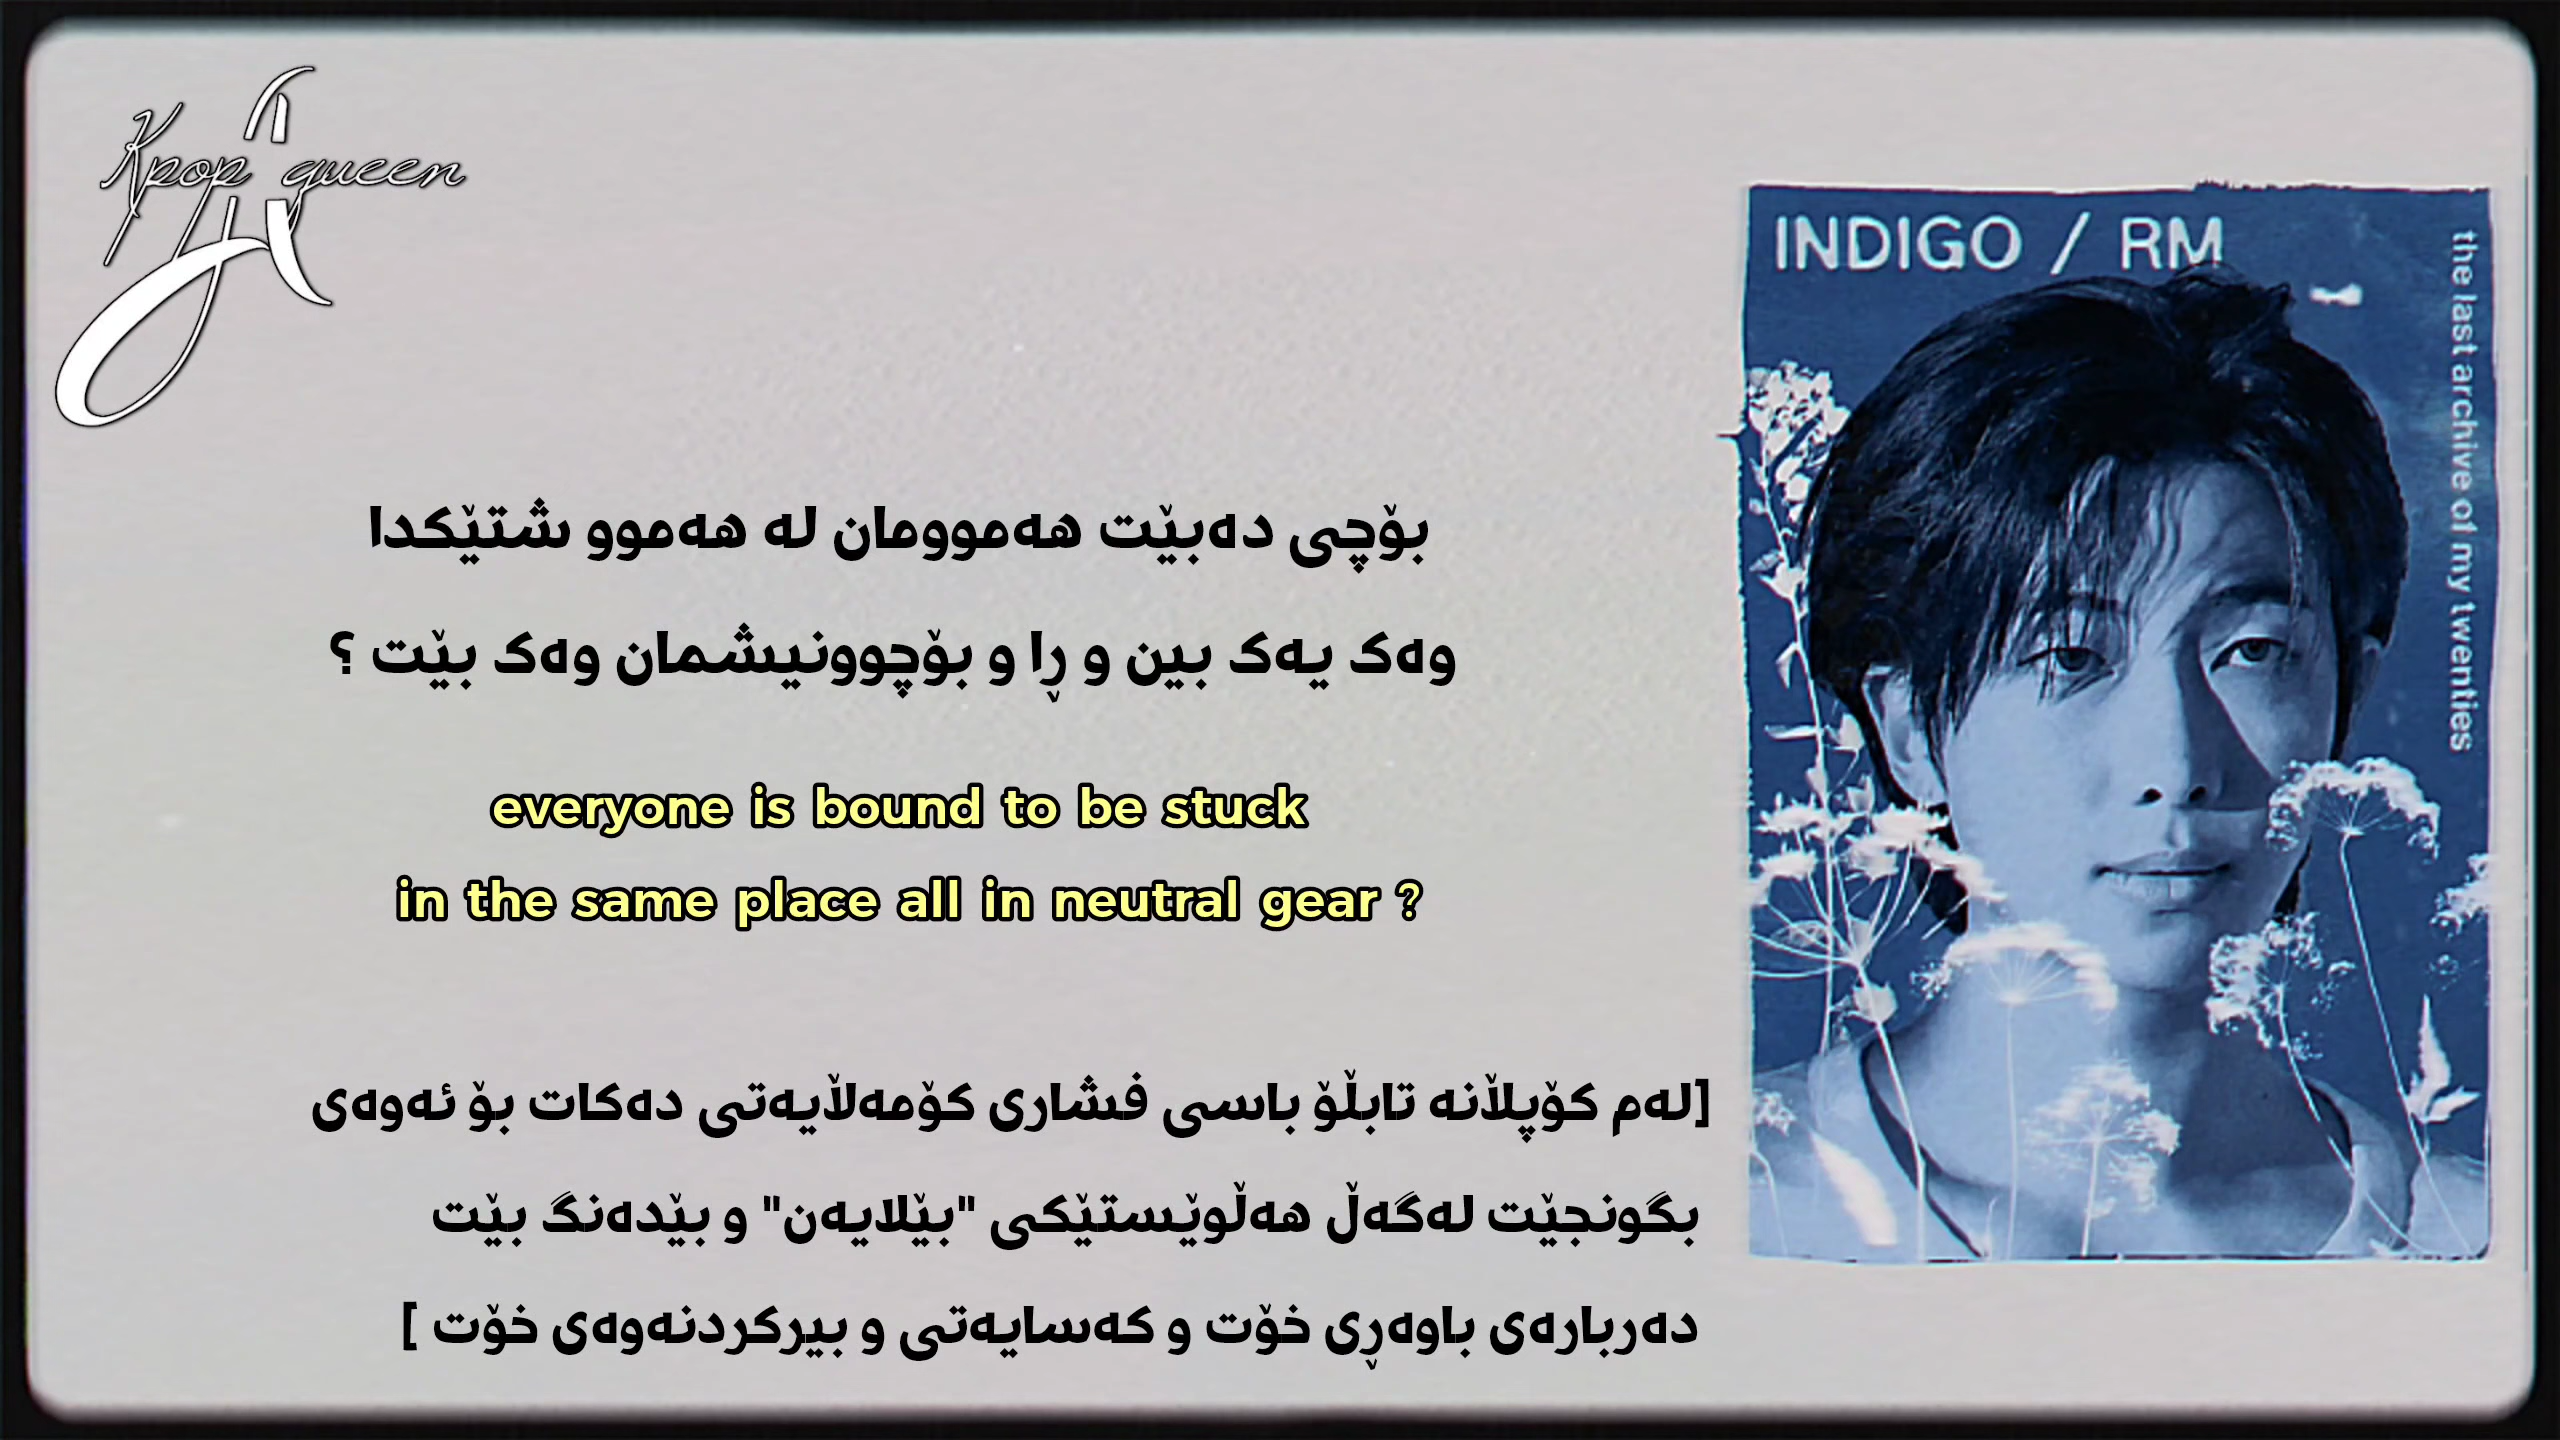 Kpop queen
INDIGO / RM
the last archive of my twenties
بۆچی دەبێت هەموومان لە هەموو شتێکدا
وەک یەک بین و ڕا و بۆچوونیشمان وەک بێت ؟
everyone is bound to be stuck
in the same place all in neutral gear ?
[لەم کۆپڵانە تابڵۆ باسی فشاری کۆمەڵایەتی دەکات بۆ ئەوەی
بگونجێت لەگەڵ هەڵوێستێکی "بێلایەن" و بێدەنگ بێت
دەربارەی باوەڕی خۆت و کەسایەتی و بیرکردنەوەی خۆت ]